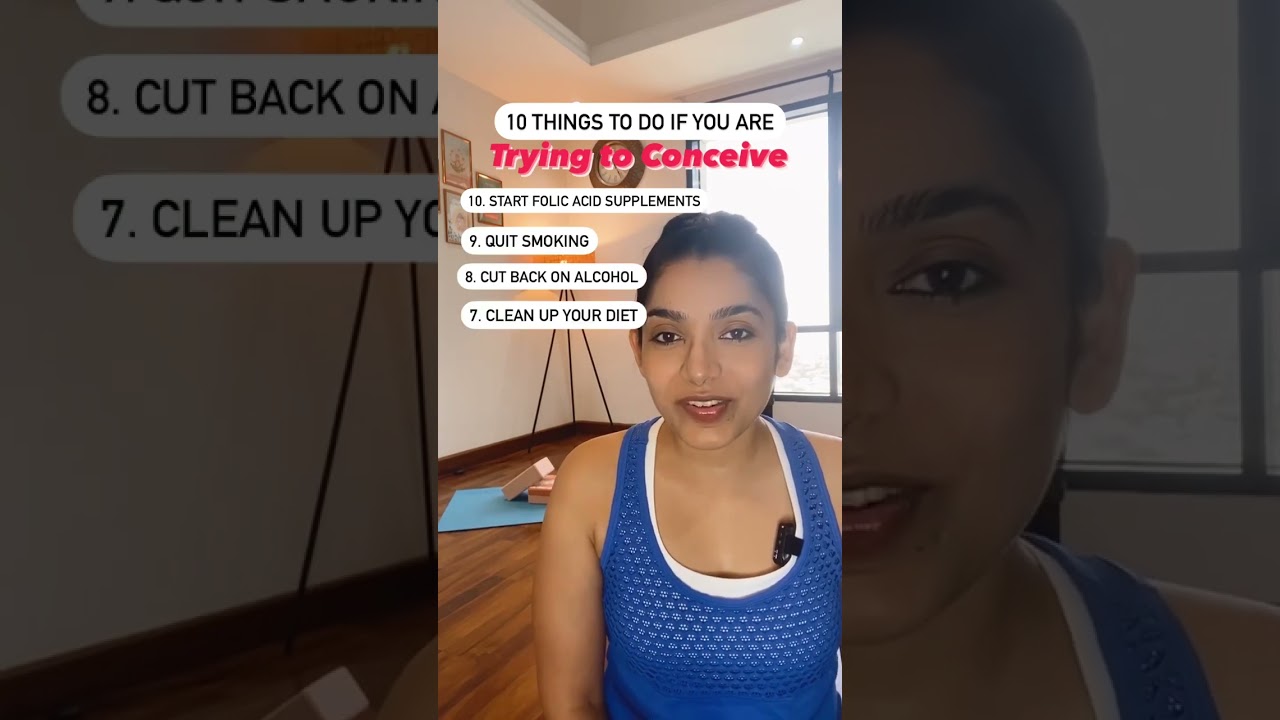 10 THINGS TO DO IF YOU ARE
Trying to Conceive
10. START FOLIC ACID SUPPLEMENTS
9. QUIT SMOKING
8. CUT BACK ON ALCOHOL
7. CLEAN UP YOUR DIET
8. CUT BACK ON
7. CLEAN UP